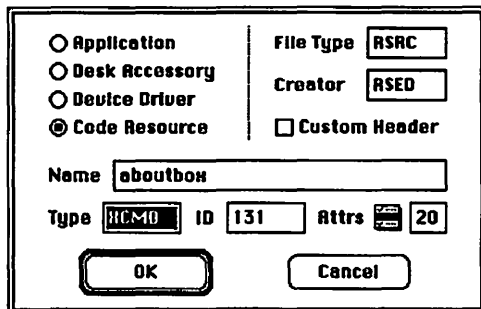 Application
Desk Accessory
Device Driver
Code Resource
File Type RSRC
Creator RSED
Custom Header
Name aboutbox
Type XCMD ID 131 Attrs 20
OK Cancel